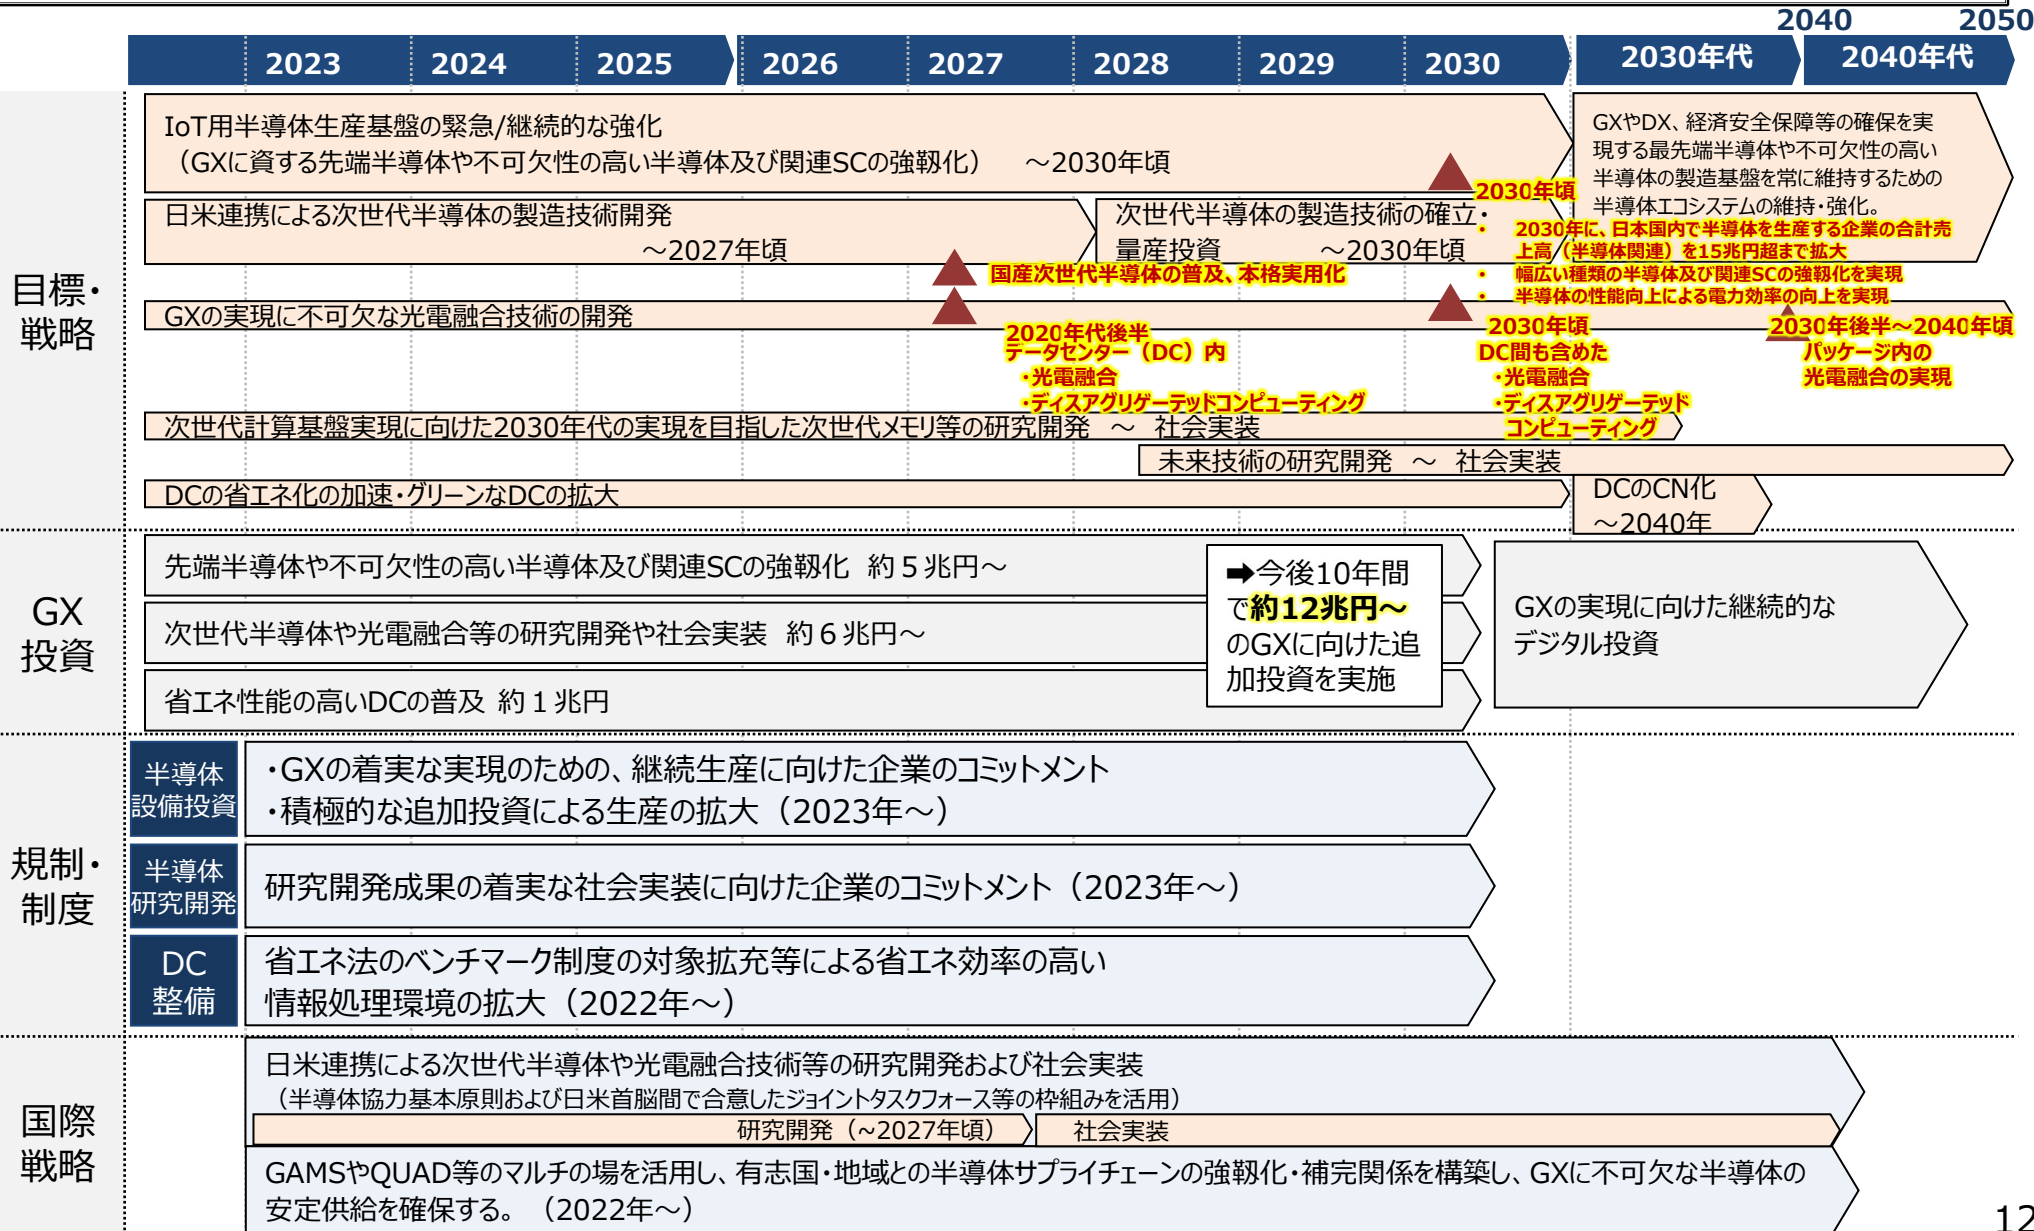 2040
2050
2023
2024
2025
2026
2027
2028
2029
2030
2030年代
2040年代
目標・
戦略
IoT用半導体生産基盤の緊急/継続的な強化
（GXに資する先端半導体や不可欠性の高い半導体及び関連SCの強靱化）　～2030年頃
GXやDX、経済安全保障等の確保を実
現する最先端半導体や不可欠性の高い
半導体の製造基盤を常に維持するための
半導体エコシステムの維持・強化。
日米連携による次世代半導体の製造技術開発
～2027年頃
次世代半導体の製造技術の確立・
量産投資　～2030年頃
2030年頃
・　2030年に、日本国内で半導体を生産する企業の合計売
上高（半導体関連）を15兆円超まで拡大
・　幅広い種類の半導体及び関連SCの強靱化を実現
・　半導体の性能向上による電力効率の向上を実現
国産次世代半導体の普及、本格実用化
GXの実現に不可欠な光電融合技術の開発
2020年代後半
データセンター（DC）内
・光電融合
・ディスアグリゲーテッドコンピューティング
2030年頃
DC間も含めた
・光電融合
・ディスアグリゲーテッド
コンピューティング
2030年後半～2040年頃
パッケージ内の
光電融合の実現
次世代計算基盤実現に向けた2030年代の実現を目指した次世代メモリ等の研究開発　～　社会実装
未来技術の研究開発　～　社会実装
DCの省エネ化の加速・グリーンなDCの拡大
DCのCN化
～2040年
GX
投資
先端半導体や不可欠性の高い半導体及び関連SCの強靱化 約５兆円～
次世代半導体や光電融合等の研究開発や社会実装 約６兆円～
省エネ性能の高いDCの普及 約１兆円
➡今後10年間
で約12兆円～
のGXに向けた追
加投資を実施
GXの実現に向けた継続的な
デジタル投資
規制・
制度
半導体
設備投資
・GXの着実な実現のための、継続生産に向けた企業のコミットメント
・積極的な追加投資による生産の拡大（2023年～）
半導体
研究開発
研究開発成果の着実な社会実装に向けた企業のコミットメント（2023年～）
DC
整備
省エネ法のベンチマーク制度の対象拡充等による省エネ効率の高い
情報処理環境の拡大（2022年～）
国際
戦略
日米連携による次世代半導体や光電融合技術等の研究開発および社会実装
（半導体協力基本原則および日米首脳間で合意したジョイントタスクフォース等の枠組みを活用）
研究開発（~2027年頃）
社会実装
GAMSやQUAD等のマルチの場を活用し、有志国・地域との半導体サプライチェーンの強靱化・補完関係を構築し、GXに不可欠な半導体の
安定供給を確保する。（2022年～）
12